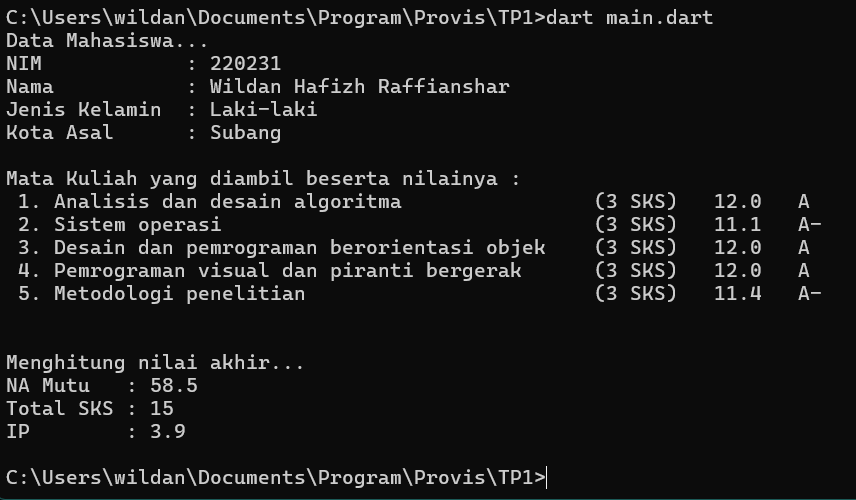 C:\Users\wildan\Documents\Program\Provis\TP1>dart main.dart
Data Mahasiswa...
NIM            : 220231
Nama           : Wildan Hafizh Raffianshar
Jenis Kelamin  : Laki-laki
Kota Asal      : Subang
Mata Kuliah yang diambil beserta nilainya :
1. Analisis dan desain algoritma                (3 SKS)   12.0   A
2. Sistem operasi                               (3 SKS)   11.1   A-
3. Desain dan pemrograman berorientasi objek    (3 SKS)   12.0   A
4. Pemrograman visual dan piranti bergerak      (3 SKS)   12.0   A
5. Metodologi penelitian                        (3 SKS)   11.4   A-
Menghitung nilai akhir...
NA Mutu   : 58.5
Total SKS : 15
IP        : 3.9
C:\Users\wildan\Documents\Program\Provis\TP1>